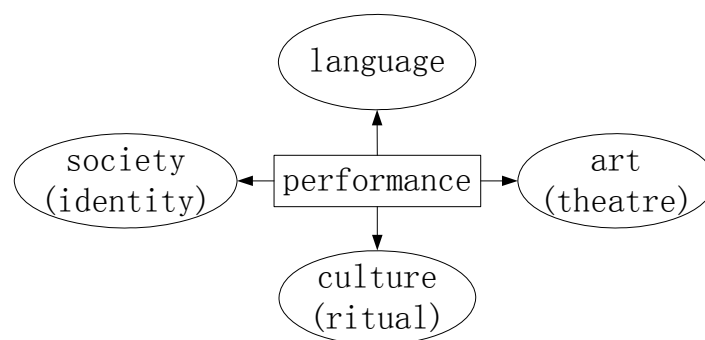 language
society
(identity)
performance
art
(theatre)
culture
(ritual)